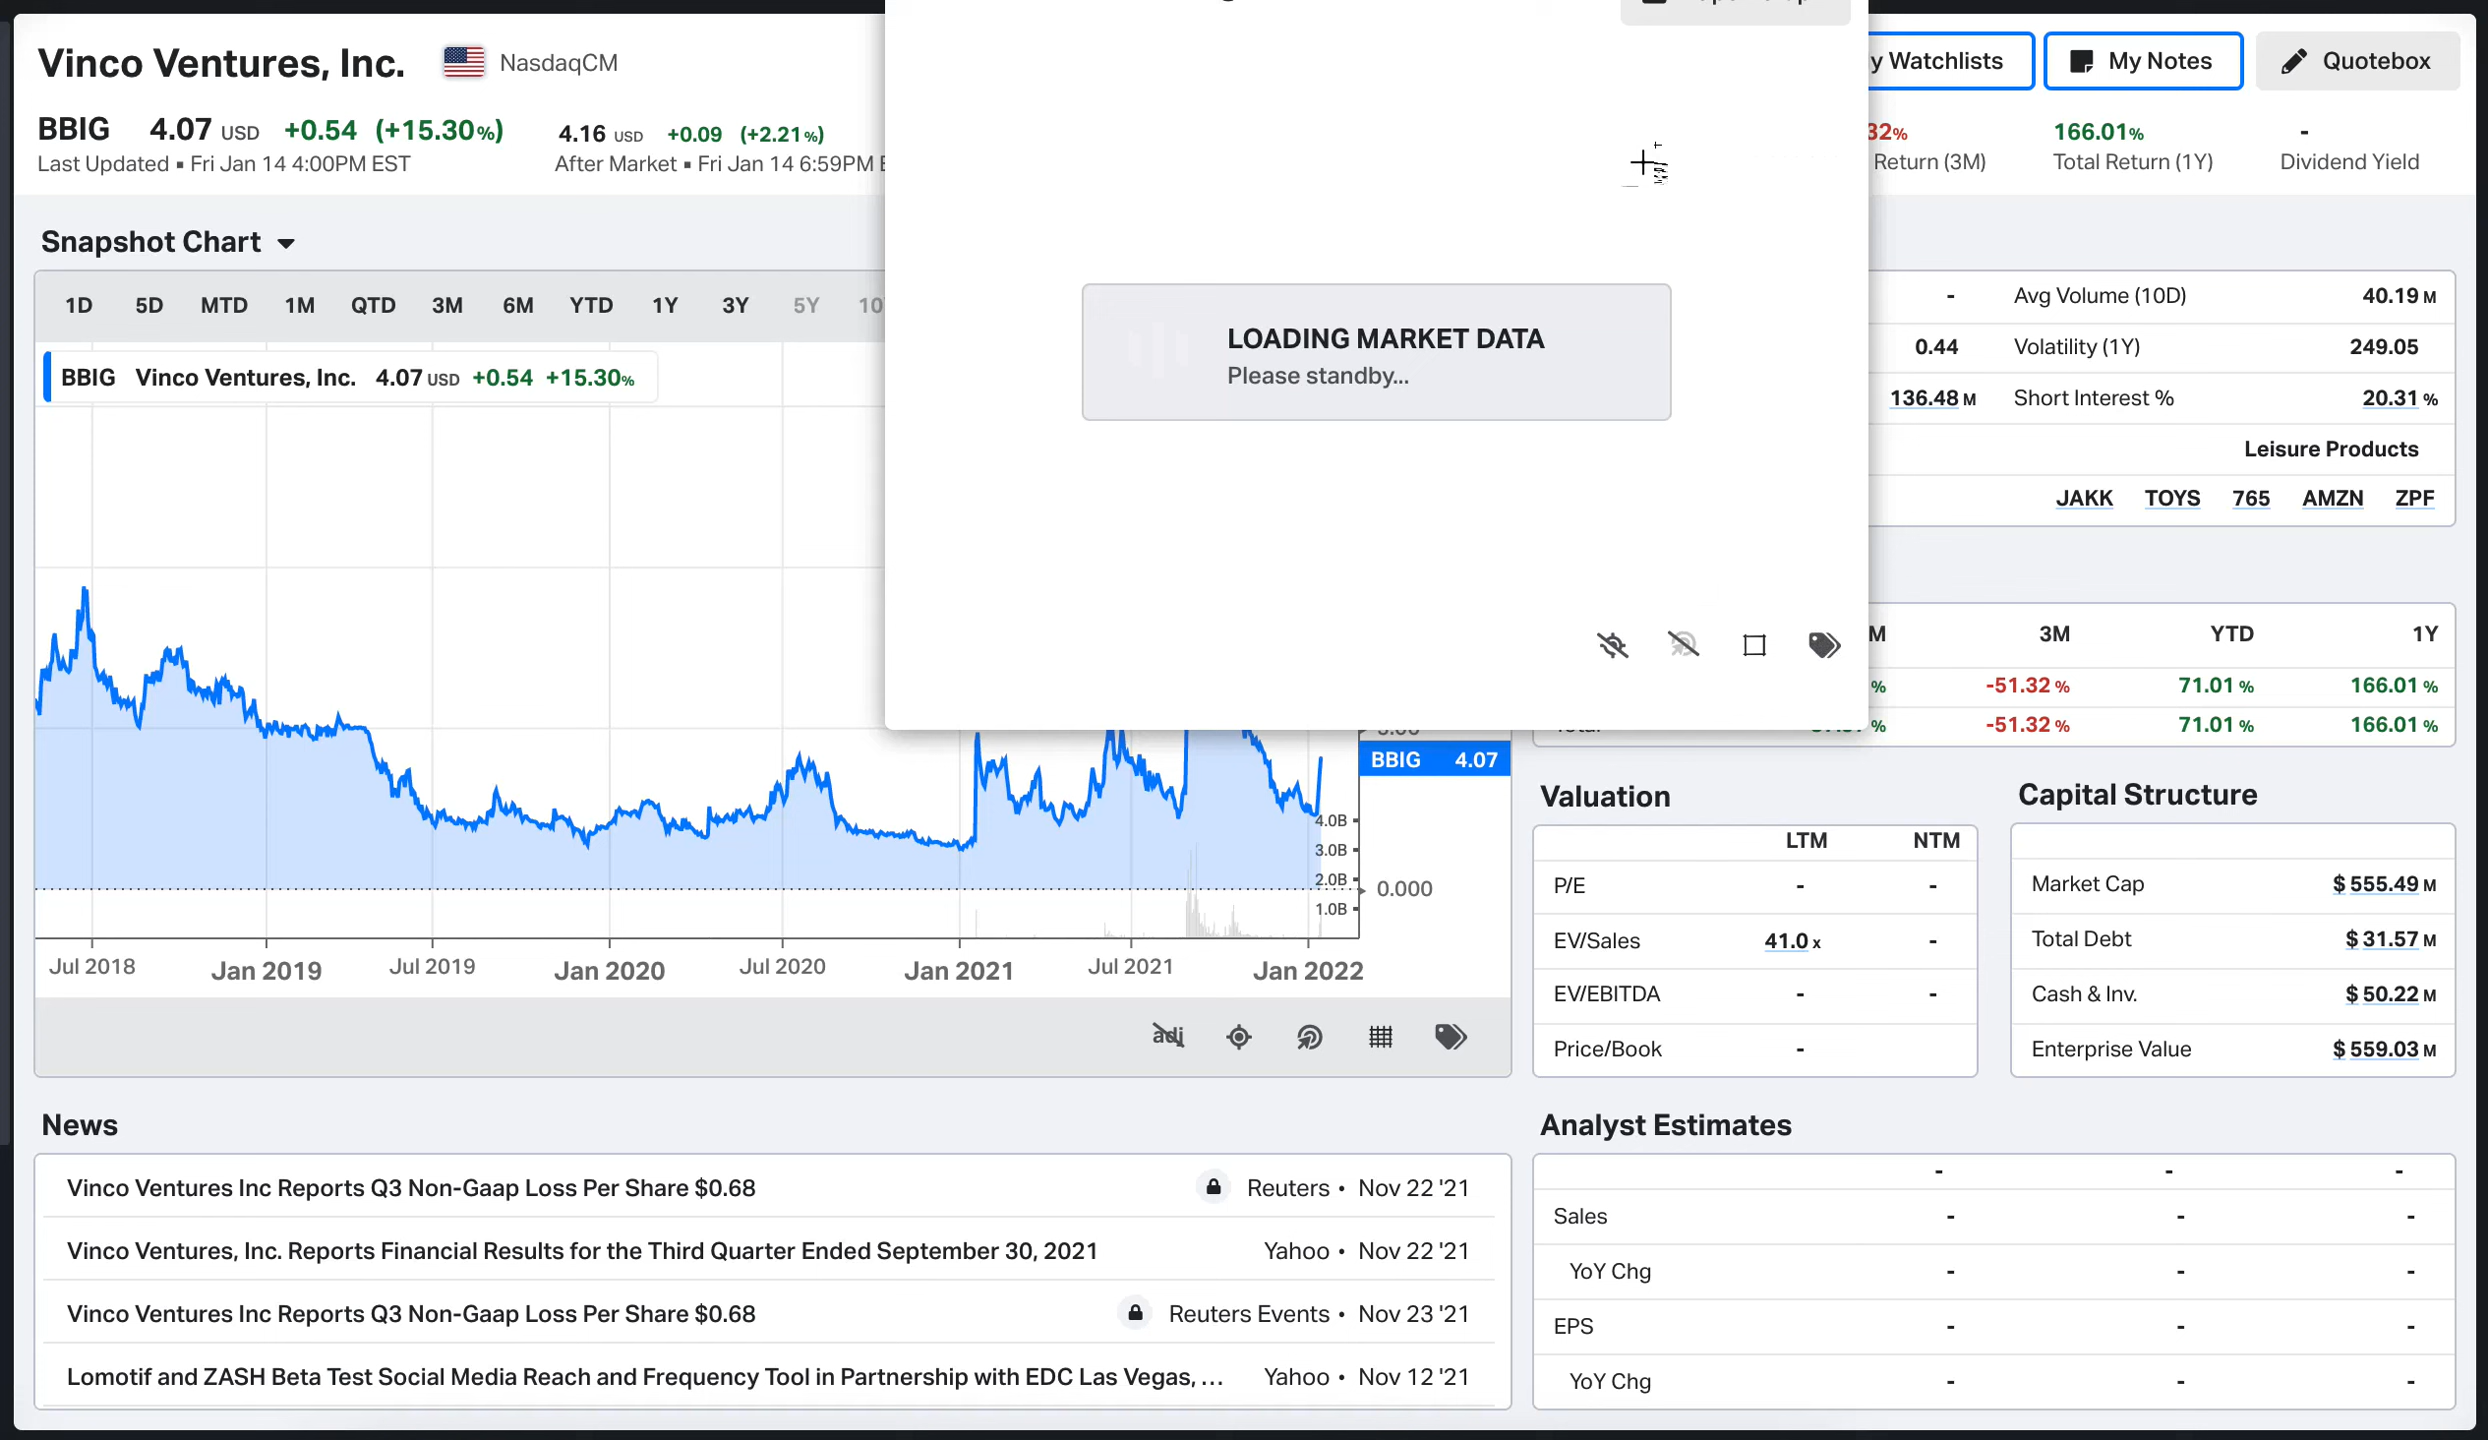 Vinco Ventures, Inc. NasdaqCM
y Watchlists My Notes Quotebox
BBIG 4.07 USD +0.54 (+15.30%) 4.16 USD +0.09 (+2.21%)
Last Updated ▪ Fri Jan 14 4:00PM EST After Market ▪ Fri Jan 14 6:59PM
32% 166.01% -
Return (3M) Total Return (1Y) Dividend Yield
Snapshot Chart
1D 5D MTD 1M QTD 3M 6M YTD 1Y 3Y 5Y 10
BBIG Vinco Ventures, Inc. 4.07 USD +0.54 +15.30%
LOADING MARKET DATA
Please standby...
- Avg Volume (10D) 40.19 M
0.44 Volatility (1Y) 249.05
136.48 M Short Interest % 20.31 %
Leisure Products
JAKK TOYS 765 AMZN ZPF
M 3M YTD 1Y
% -51.32 % 71.01 % 166.01 %
% -51.32 % 71.01 % 166.01 %
BBIG 4.07
4.0B
3.0B
2.0B
0.000
1.0B
Jul 2018 Jan 2019 Jul 2019 Jan 2020 Jul 2020 Jan 2021 Jul 2021 Jan 2022
adj
Valuation
LTM NTM
P/E - -
EV/Sales 41.0 x -
EV/EBITDA - -
Price/Book -
Capital Structure
Market Cap $ 555.49 M
Total Debt $ 31.57 M
Cash & Inv. $ 50.22 M
Enterprise Value $ 559.03 M
News
Vinco Ventures Inc Reports Q3 Non-Gaap Loss Per Share $0.68 Reuters • Nov 22 '21
Vinco Ventures, Inc. Reports Financial Results for the Third Quarter Ended September 30, 2021 Yahoo • Nov 22 '21
Vinco Ventures Inc Reports Q3 Non-Gaap Loss Per Share $0.68 Reuters Events • Nov 23 '21
Lomotif and ZASH Beta Test Social Media Reach and Frequency Tool in Partnership with EDC Las Vegas, ... Yahoo • Nov 12 '21
Analyst Estimates
- - -
Sales - - -
YoY Chg - - -
EPS - - -
YoY Chg - - -